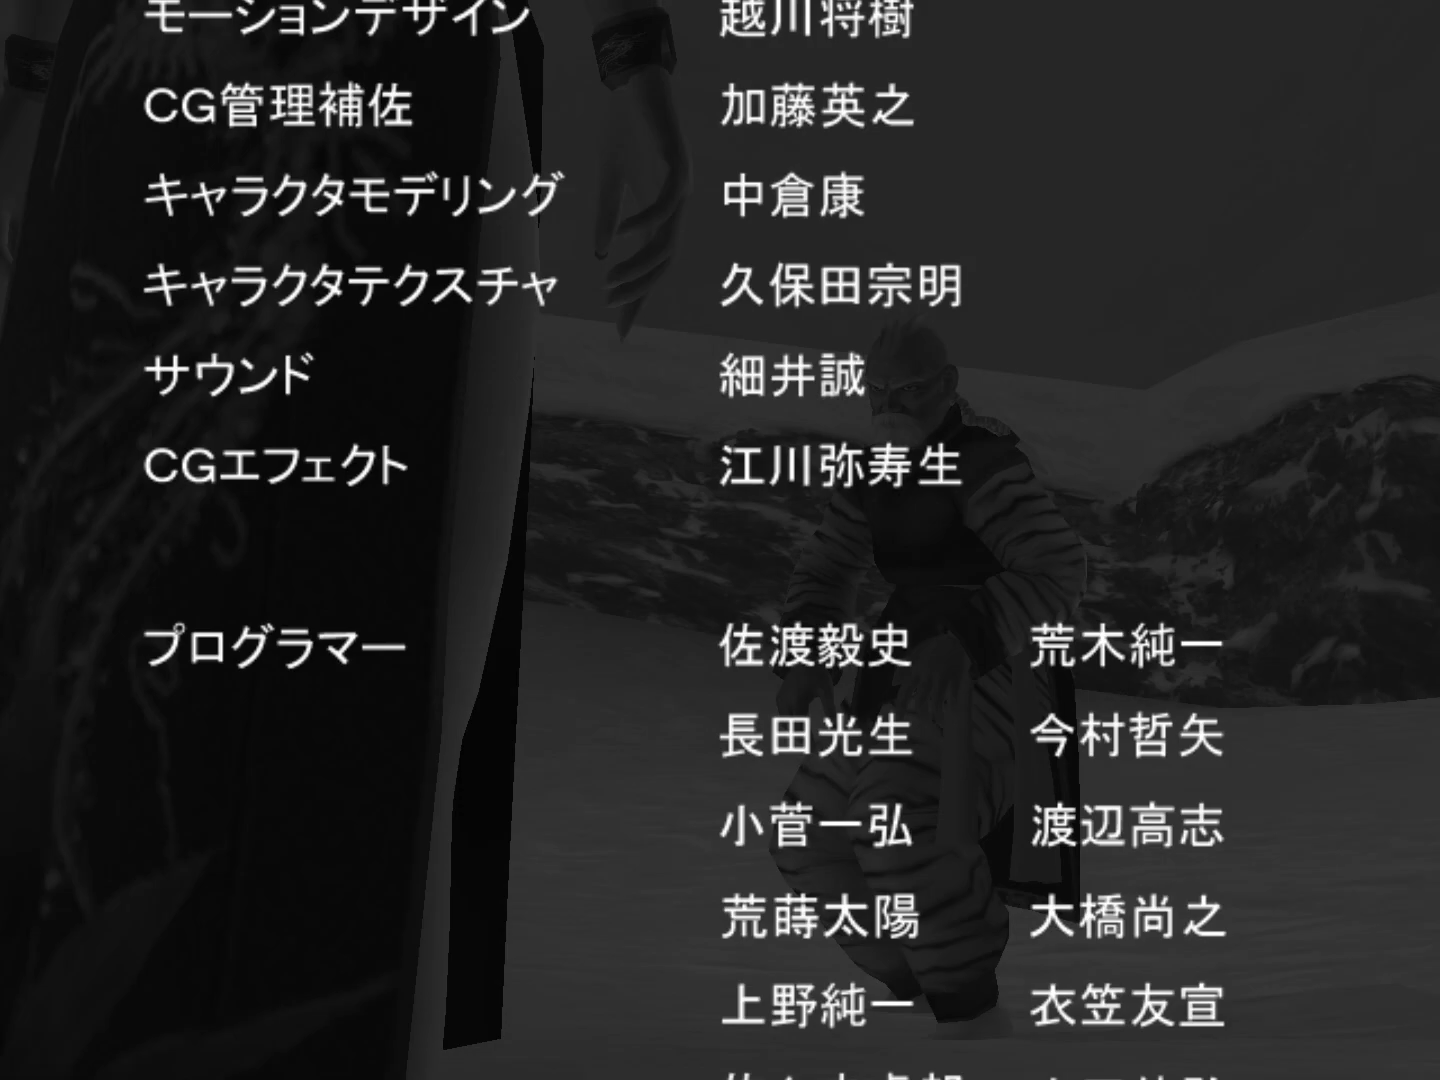 モーションデザイン 越川将樹
CG管理補佐 加藤英之
キャラクタモデリング 中倉康
キャラクタテクスチャ 久保田宗明
サウンド 細井誠
CGエフェクト 江川弥寿生
プログラマー 佐渡毅史 荒木純一
長田光生 今村哲矢
小菅一弘 渡辺高志
荒蒔太陽 大橋尚之
上野純一 衣笠友宣